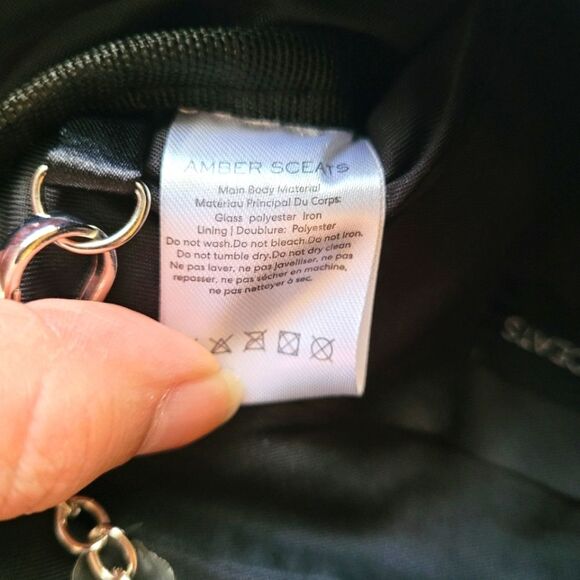 AMBER SCEATS
Main Body Material
Matériau Principal Du Corps:
Glass polyester Iron
Lining | Doublure: Polyester
Do not wash.Do not bleach.Do not Iron.
Do not tumble dry.Do not dry clean
Ne pas laver, ne pas javelliser, ne pas
repasser, ne pas sécher en machine,
ne pas nettoyer à sec.